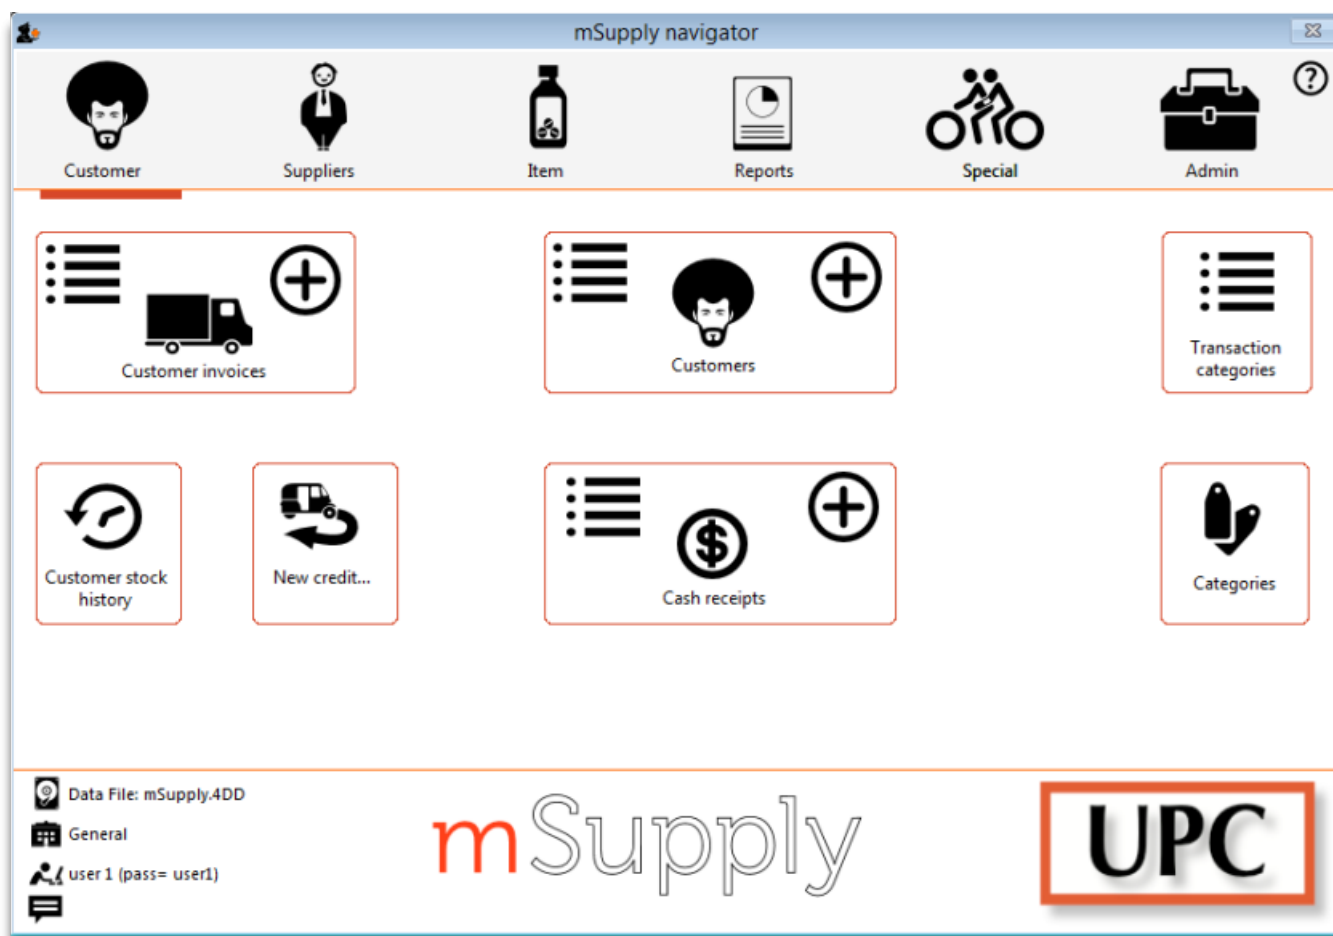 mSupply navigator
Customer
Suppliers
Item
Reports
Special
Admin
?
Customer invoices
Customers
Transaction
categories
Customer stock
history
New credit...
$
Cash receipts
Categories
Data File: mSupply.4DD
General
user 1 (pass= user1)
mSupply
UPC